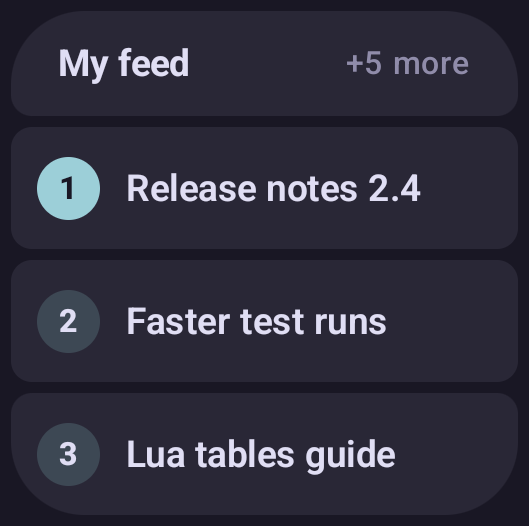 My feed +5 more
1 Release notes 2.4
2 Faster test runs
3 Lua tables guide